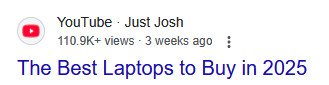 YouTube · Just Josh
110.9K+ views · 3 weeks ago
The Best Laptops to Buy in 2025